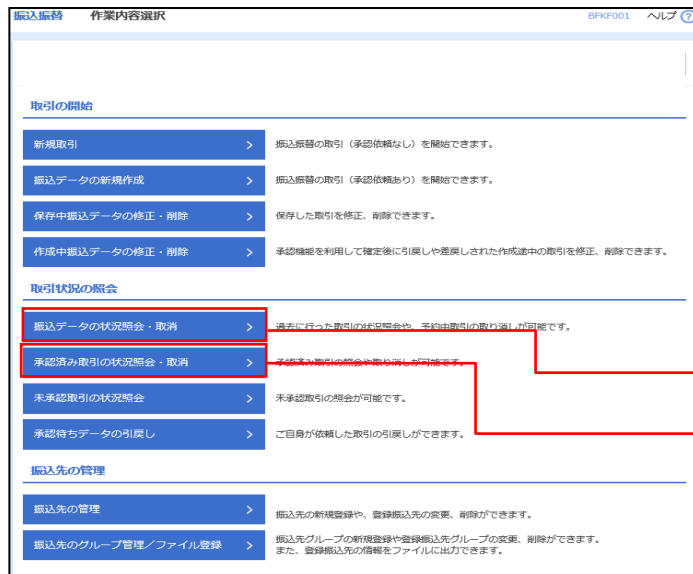 振込振替 作業内容選択 BFKF001 ヘルプ ?
取引の開始
新規取引 > 振込振替の取引（承認依頼なし）を開始できます。
振込データの新規作成 > 振込振替の取引（承認依頼あり）を開始できます。
保存中振込データの修正・削除 > 保存した取引を修正、削除できます。
作成中振込データの修正・削除 > 承認機能を利用して確定後に引戻しや差戻しされた作成途中の取引を修正、削除できます。
取引状況の照会
振込データの状況照会・取消 > 過去に行った取引の状況照会や、予約中取引の取り消しが可能です。
承認済み取引の状況照会・取消 > 承認済み取引の照会や取り消しが可能です。
未承認取引の状況照会 > 未承認取引の照会が可能です。
承認待ちデータの引戻し > ご自身が依頼した取引の引戻しができます。
振込先の管理
振込先の管理 > 振込先の新規登録や、登録振込先の変更、削除ができます。
振込先のグループ管理／ファイル登録 > 振込先グループの新規登録や登録振込先グループの変更、削除ができます。
また、登録振込先の情報をファイルに出力できます。